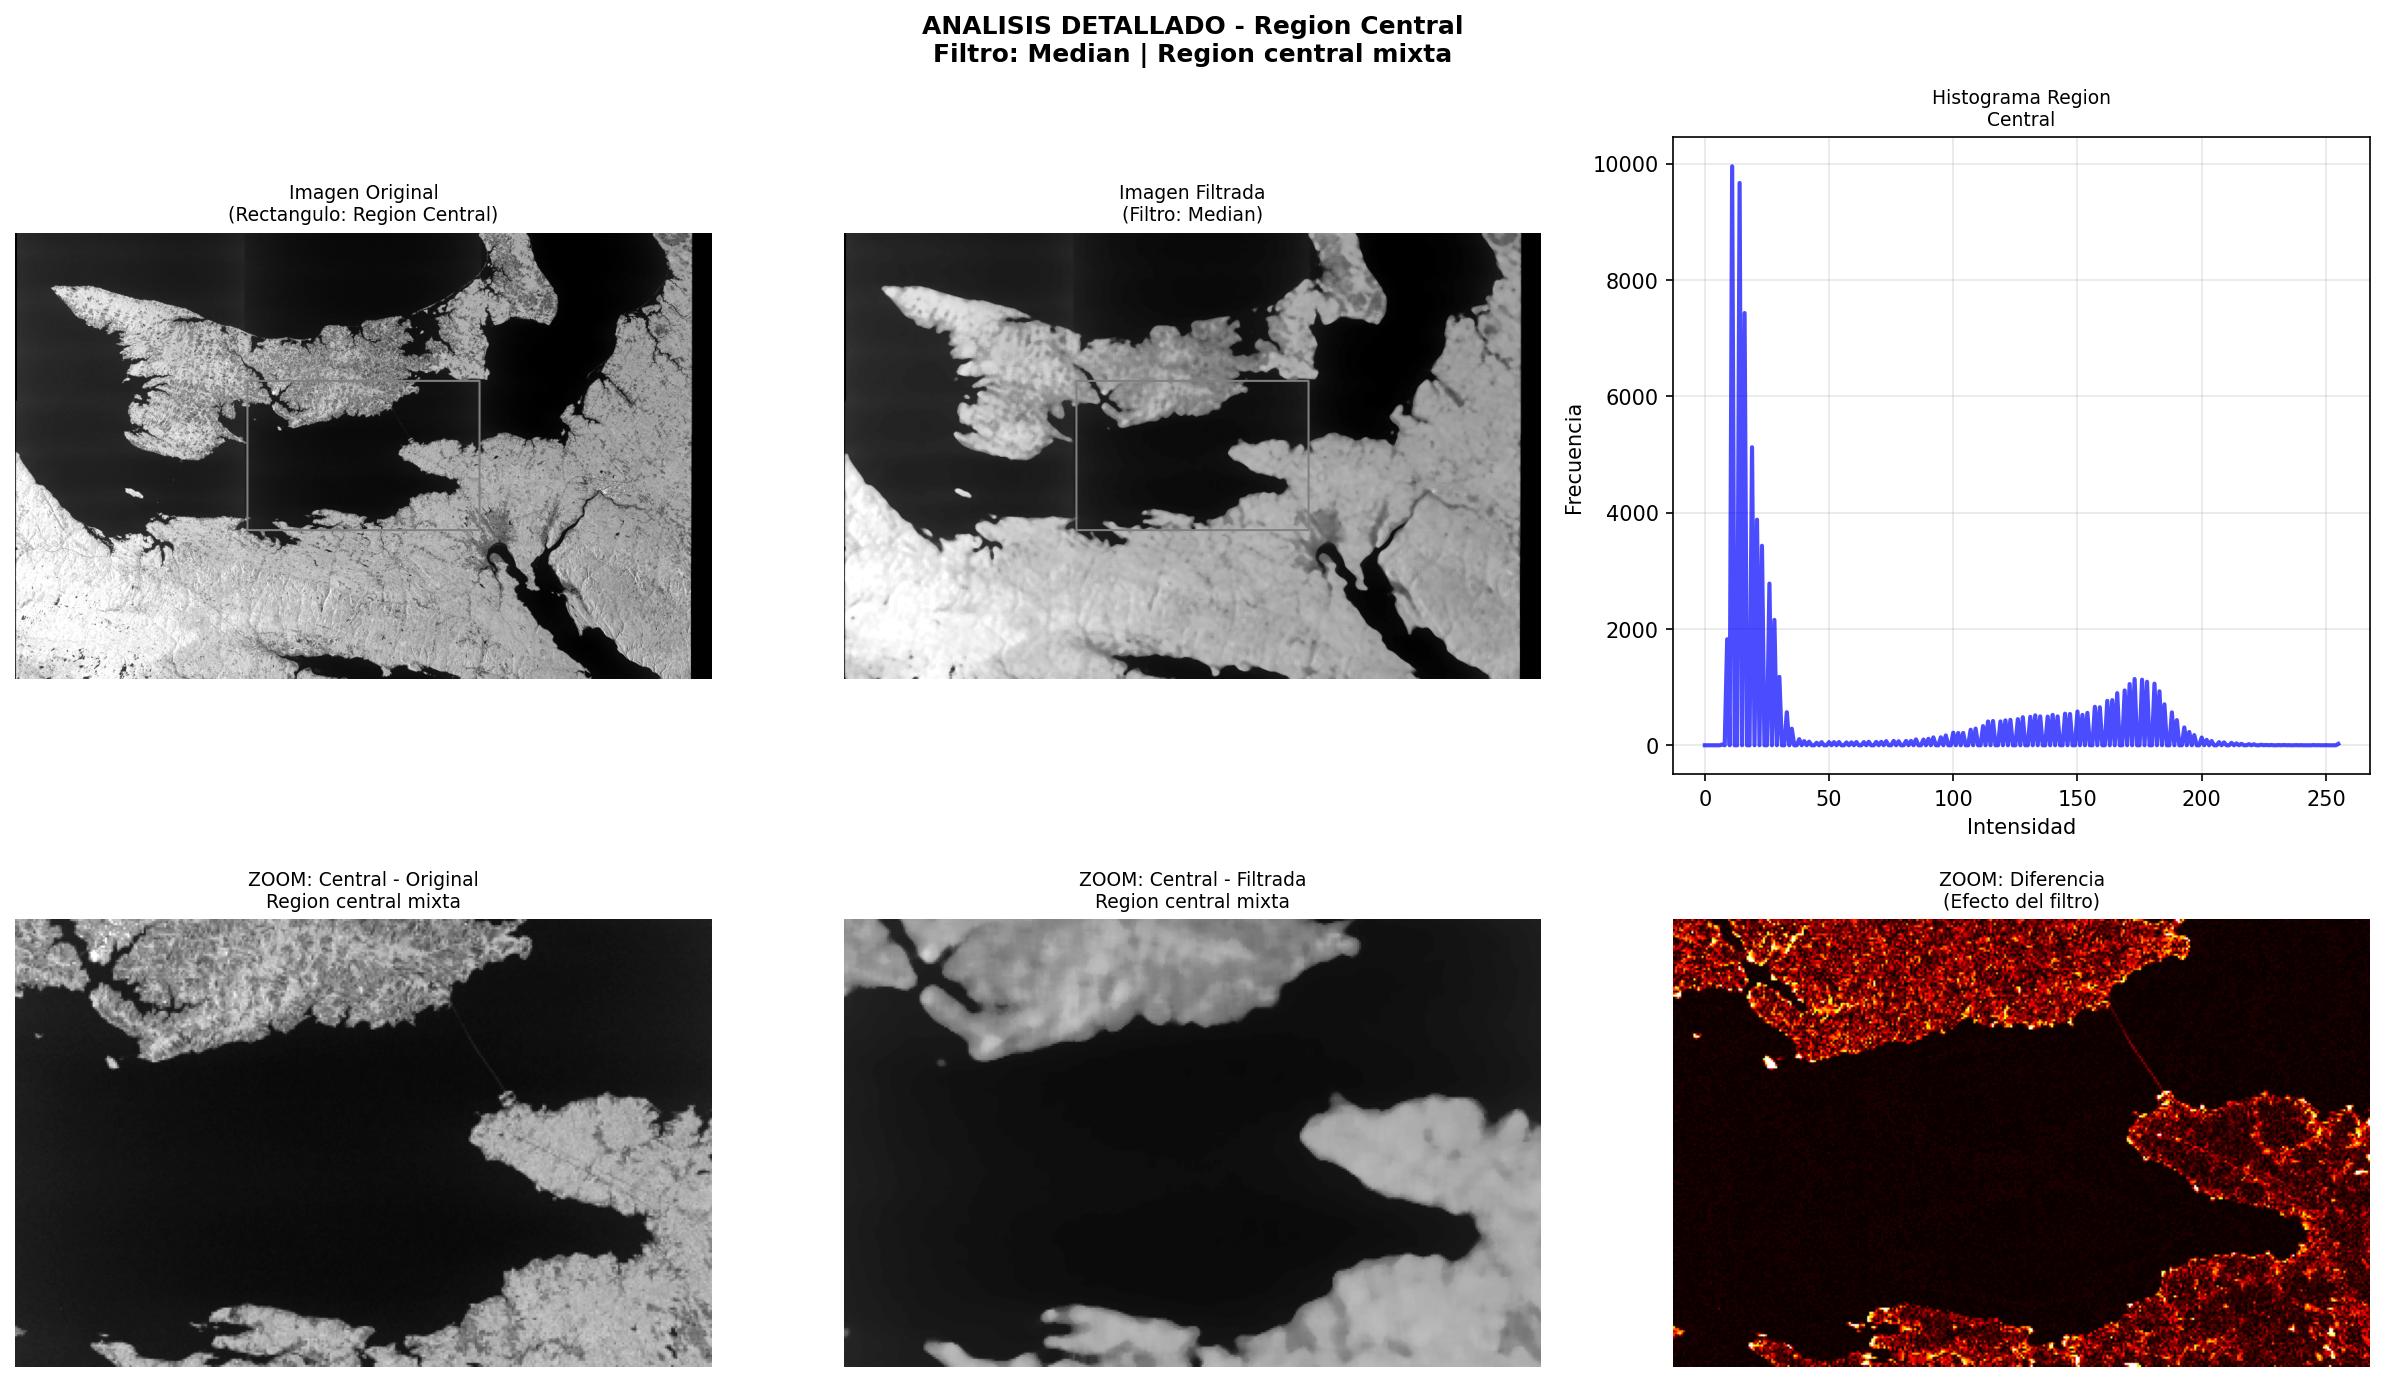 ANALISIS DETALLADO - Region Central
Filtro: Median | Region central mixta
Imagen Original
(Rectangulo: Region Central)
Imagen Filtrada
(Filtro: Median)
Histograma Region
Central
10000
8000
6000
4000
2000
0
Frecuencia
0 50 100 150 200 250
Intensidad
ZOOM: Central - Original
Region central mixta
ZOOM: Central - Filtrada
Region central mixta
ZOOM: Diferencia
(Efecto del filtro)